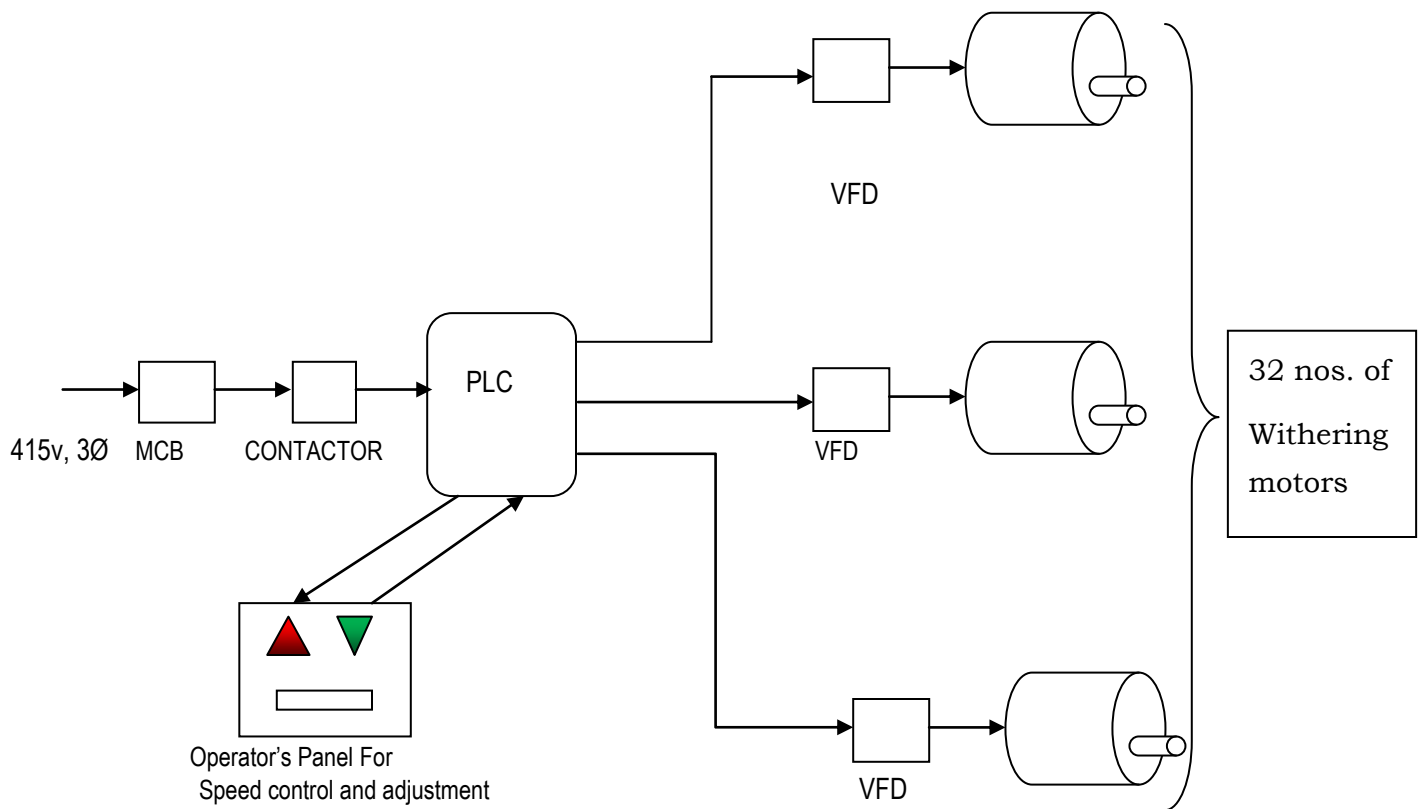 VFD
PLC
415v, 3Ø
MCB
CONTACTOR
VFD
32 nos. of
Withering
motors
Operator’s Panel For
Speed control and adjustment
VFD